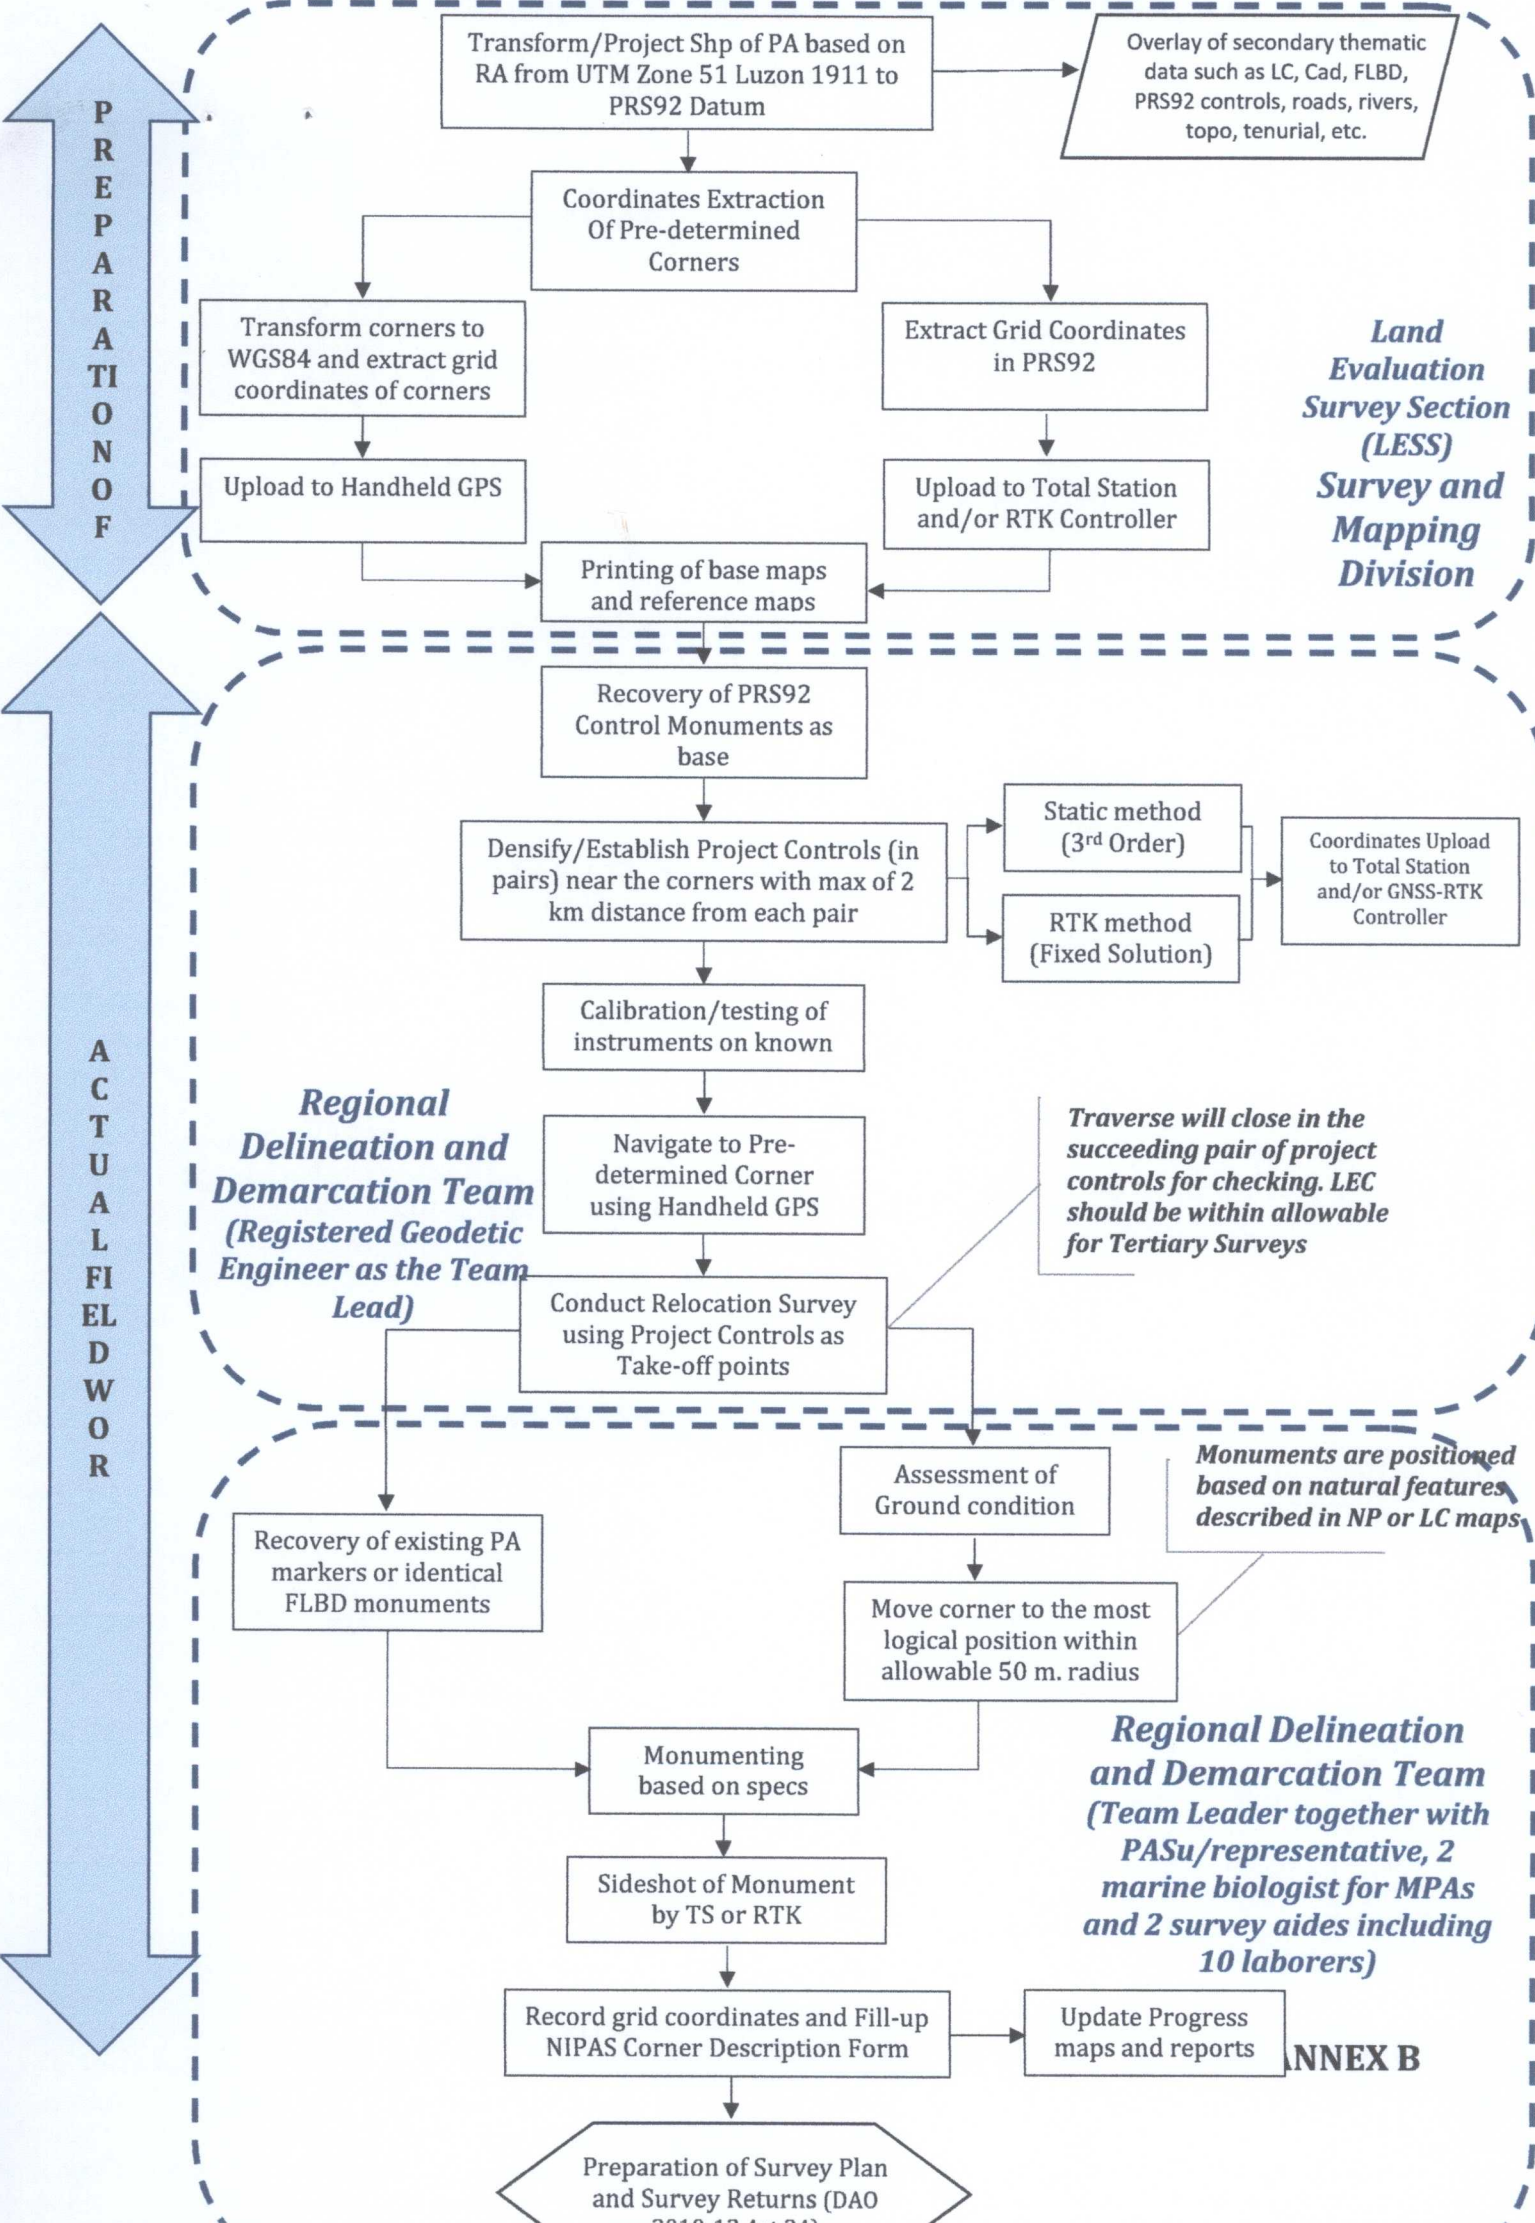 P
R
E
P
A
R
A
TI
O
N
O
F
Transform/Project Shp of PA based on
RA from UTM Zone 51 Luzon 1911 to
PRS92 Datum
Overlay of secondary thematic
data such as LC, Cad, FLBD,
PRS92 controls, roads, rivers,
topo, tenurial, etc.
Coordinates Extraction
Of Pre-determined
Corners
Transform corners to
WGS84 and extract grid
coordinates of corners
Extract Grid Coordinates
in PRS92
Land
Evaluation
Survey Section
(LESS)
Survey and
Mapping
Division
Upload to Handheld GPS
Upload to Total Station
and/or RTK Controller
Printing of base maps
and reference maps
A
C
T
U
A
L
FI
EL
D
W
O
R
Recovery of PRS92
Control Monuments as
base
Densify/Establish Project Controls (in
pairs) near the corners with max of 2
km distance from each pair
Static method
(3rd Order)
RTK method
(Fixed Solution)
Coordinates Upload
to Total Station
and/or GNSS-RTK
Controller
Calibration/testing of
instruments on known
Regional
Delineation and
Demarcation Team
(Registered Geodetic
Engineer as the Team
Lead)
Navigate to Pre-
determined Corner
using Handheld GPS
Traverse will close in the
succeeding pair of project
controls for checking. LEC
should be within allowable
for Tertiary Surveys
Conduct Relocation Survey
using Project Controls as
Take-off points
Assessment of
Ground condition
Monuments are positioned
based on natural features
described in NP or LC maps
Recovery of existing PA
markers or identical
FLBD monuments
Move corner to the most
logical position within
allowable 50 m. radius
Monumenting
based on specs
Regional Delineation
and Demarcation Team
(Team Leader together with
PASu/representative, 2
marine biologist for MPAs
and 2 survey aides including
10 laborers)
Sideshot of Monument
by TS or RTK
Record grid coordinates and Fill-up
NIPAS Corner Description Form
Update Progress
maps and reports
ANNEX B
Preparation of Survey Plan
and Survey Returns (DAO